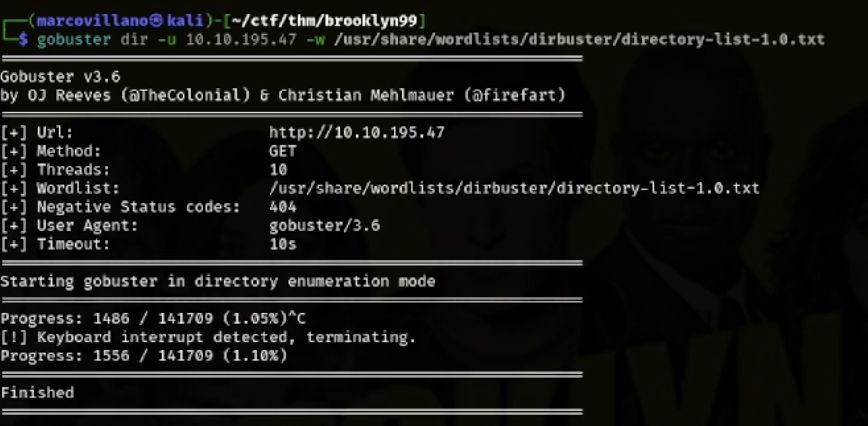 (marcovillano㉿kali)-[~/ctf/thm/brooklyn99]
$ gobuster dir -u 10.10.195.47 -w /usr/share/wordlists/dirbuster/directory-list-1.0.txt
Gobuster v3.6
by OJ Reeves (@TheColonial) & Christian Mehlmauer (@firefart)
[+] Url: http://10.10.195.47
[+] Method: GET
[+] Threads: 10
[+] Wordlist: /usr/share/wordlists/dirbuster/directory-list-1.0.txt
[+] Negative Status codes: 404
[+] User Agent: gobuster/3.6
[+] Timeout: 10s
Starting gobuster in directory enumeration mode
Progress: 1486 / 141709 (1.05%)^C
[!] Keyboard interrupt detected, terminating.
Progress: 1556 / 141709 (1.10%)
Finished